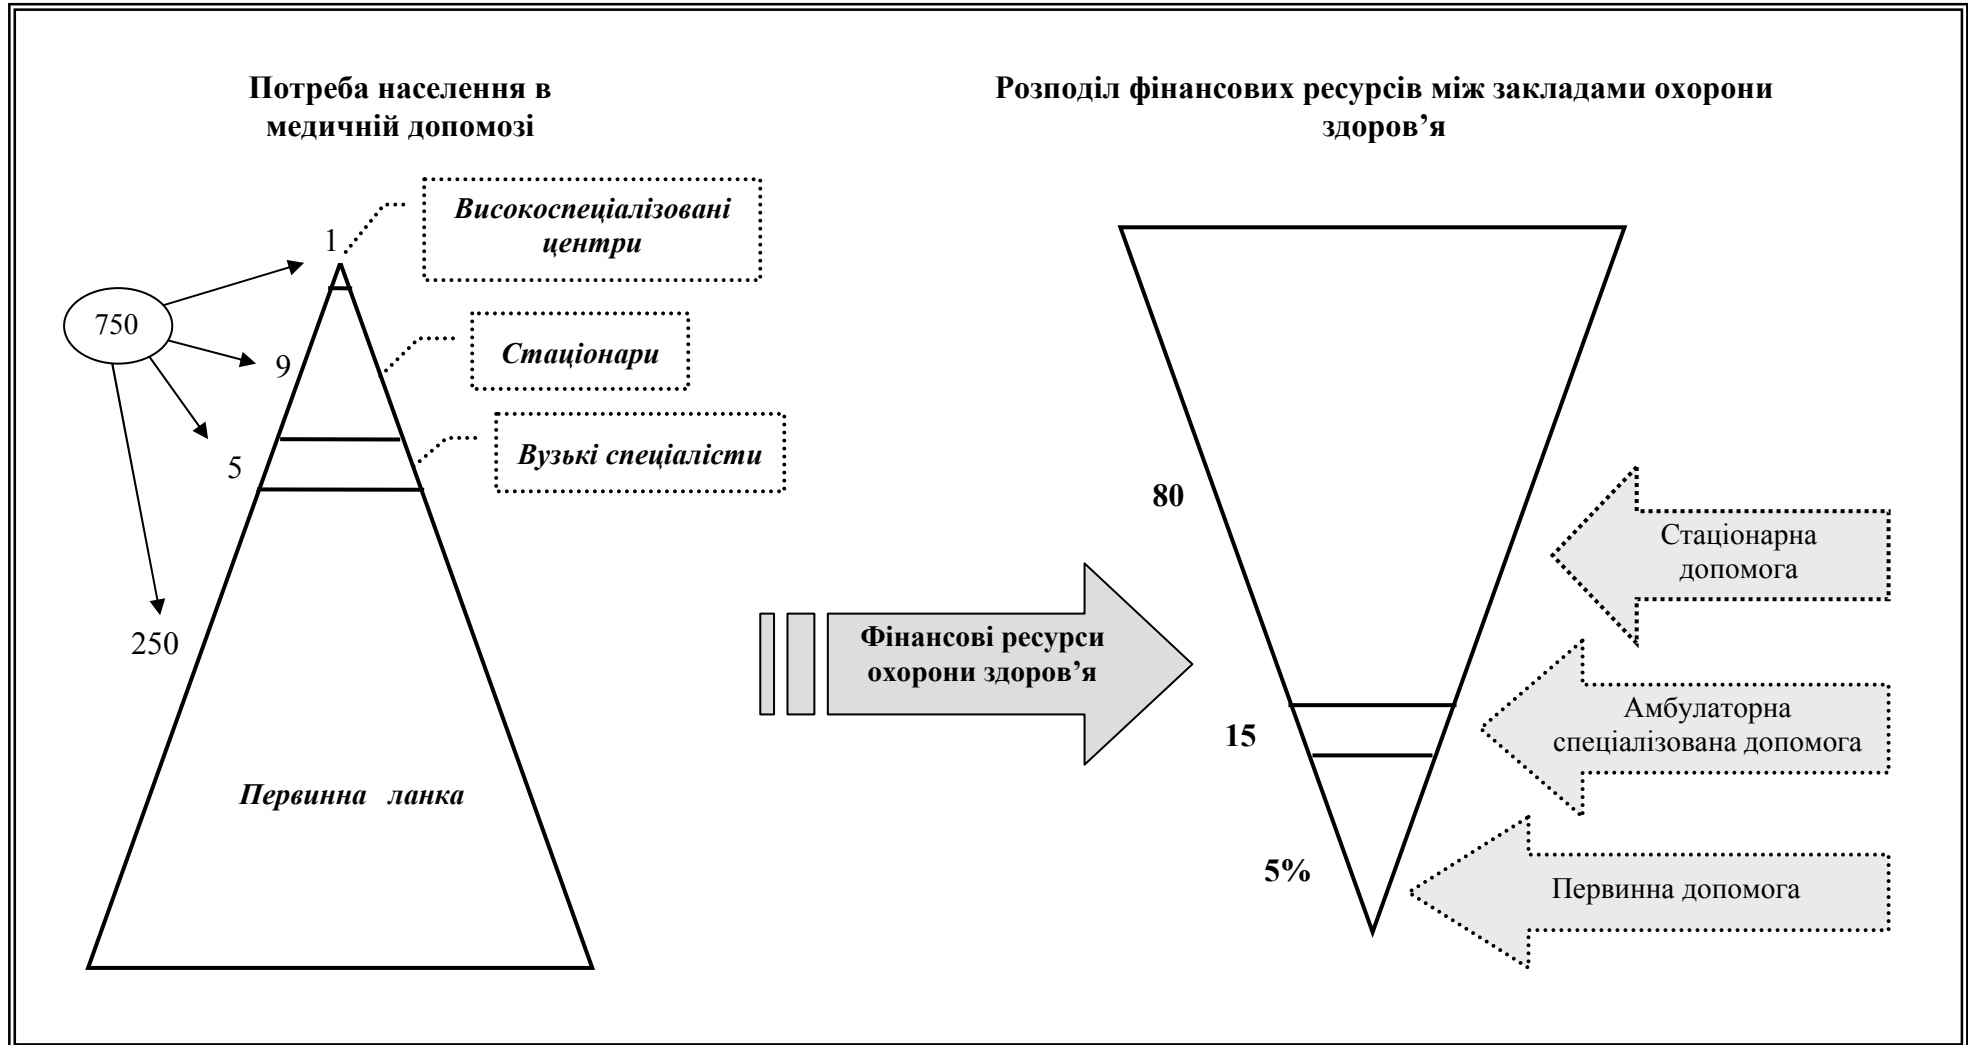 Потреба населення в
медичній допомозі
Розподіл фінансових ресурсів між закладами охорони
здоров’я
Високоспеціалізовані
центри
1
750
Стаціонари
9
Вузькі спеціалісти
5
250
Первинна ланка
Фінансові ресурси
охорони здоров’я
80
Стаціонарна
допомога
15
Амбулаторна
спеціалізована допомога
5%
Первинна допомога